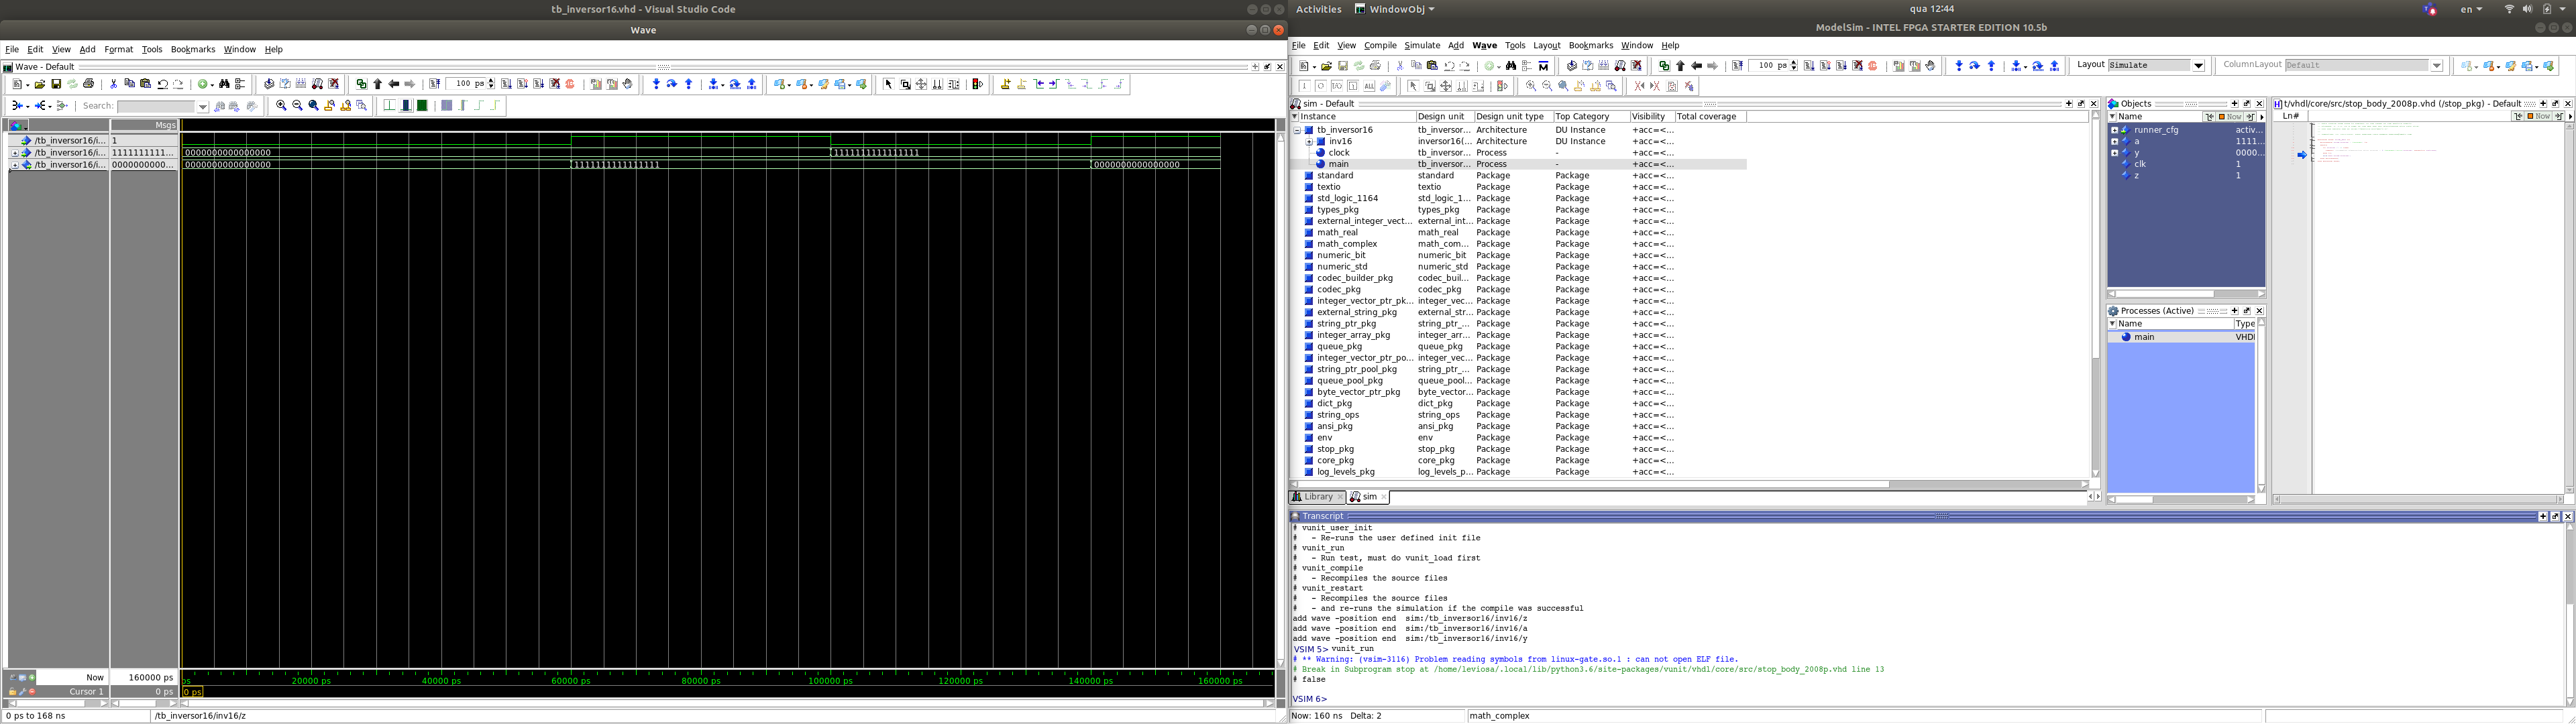 tb_inversor16.vhd - Visual Studio Code
Wave
File Edit View Add Format Tools Bookmarks Window Help
Wave - Default
100 ps
Search:
Msgs
/tb_inversor16/i... 1
/tb_inversor16/i... 1111111111... 0000000000000000 1111111111111111
/tb_inversor16/i... 0000000000... 0000000000000000 1111111111111111 0000000000000000
Now 160000 ps ps 20000 ps 40000 ps 60000 ps 80000 ps 100000 ps 120000 ps 140000 ps 160000 ps
Cursor 1 0 ps 0 ps
0 ps to 168 ns /tb_inversor16/inv16/z
Activities WindowObj qua 12:44 en
ModelSim - INTEL FPGA STARTER EDITION 10.5b
File Edit View Compile Simulate Add Wave Tools Layout Bookmarks Window Help
100 ps Layout Simulate ColumnLayout Default
sim - Default
Instance Design unit Design unit type Top Category Visibility Total coverage
tb_inversor16 tb_inversor... Architecture DU Instance +acc=<...
inv16 inversor16(... Architecture DU Instance +acc=<...
clock tb_inversor... Process - +acc=<...
main tb_inversor... Process - +acc=<...
standard standard Package Package +acc=<...
textio textio Package Package +acc=<...
std_logic_1164 std_logic_1... Package Package +acc=<...
types_pkg types_pkg Package Package +acc=<...
external_integer_vect... external_int... Package Package +acc=<...
math_real math_real Package Package +acc=<...
math_complex math_com... Package Package +acc=<...
numeric_bit numeric_bit Package Package +acc=<...
numeric_std numeric_std Package Package +acc=<...
codec_builder_pkg codec_buil... Package Package +acc=<...
codec_pkg codec_pkg Package Package +acc=<...
integer_vector_ptr_pk... integer_vec... Package Package +acc=<...
external_string_pkg external_str... Package Package +acc=<...
string_ptr_pkg string_ptr_... Package Package +acc=<...
integer_array_pkg integer_arr... Package Package +acc=<...
queue_pkg queue_pkg Package Package +acc=<...
integer_vector_ptr_po... integer_vec... Package Package +acc=<...
string_ptr_pool_pkg string_ptr_... Package Package +acc=<...
queue_pool_pkg queue_pool... Package Package +acc=<...
byte_vector_ptr_pkg byte_vector... Package Package +acc=<...
dict_pkg dict_pkg Package Package +acc=<...
string_ops string_ops Package Package +acc=<...
ansi_pkg ansi_pkg Package Package +acc=<...
env env Package Package +acc=<...
stop_pkg stop_pkg Package Package +acc=<...
core_pkg core_pkg Package Package +acc=<...
log_levels_pkg log_levels_p... Package Package +acc=<...
Library sim
Objects
Name Now
runner_cfg activ...
a 1111...
y 0000...
clk 1
z 1
Processes (Active)
Name Type
main VHDl
t/vhdl/core/src/stop_body_2008p.vhd (/stop_pkg) - Default
Ln# Now
Transcript
# vunit_user_init
#   - Re-runs the user defined init file
# vunit_run
#   - Run test, must do vunit_load first
# vunit_compile
#   - Recompiles the source files
# vunit_restart
#   - Recompiles the source files
#   - and re-runs the simulation if the compile was successful
add wave -position end  sim:/tb_inversor16/inv16/z
add wave -position end  sim:/tb_inversor16/inv16/a
add wave -position end  sim:/tb_inversor16/inv16/y
VSIM 5> vunit_run
# ** Warning: (vsim-3116) Problem reading symbols from linux-gate.so.1 : can not open ELF file.
# Break in Subprogram stop at /home/leviosa/.local/lib/python3.6/site-packages/vunit/vhdl/core/src/stop_body_2008p.vhd line 13
# false
VSIM 6>
Now: 160 ns Delta: 2 math_complex